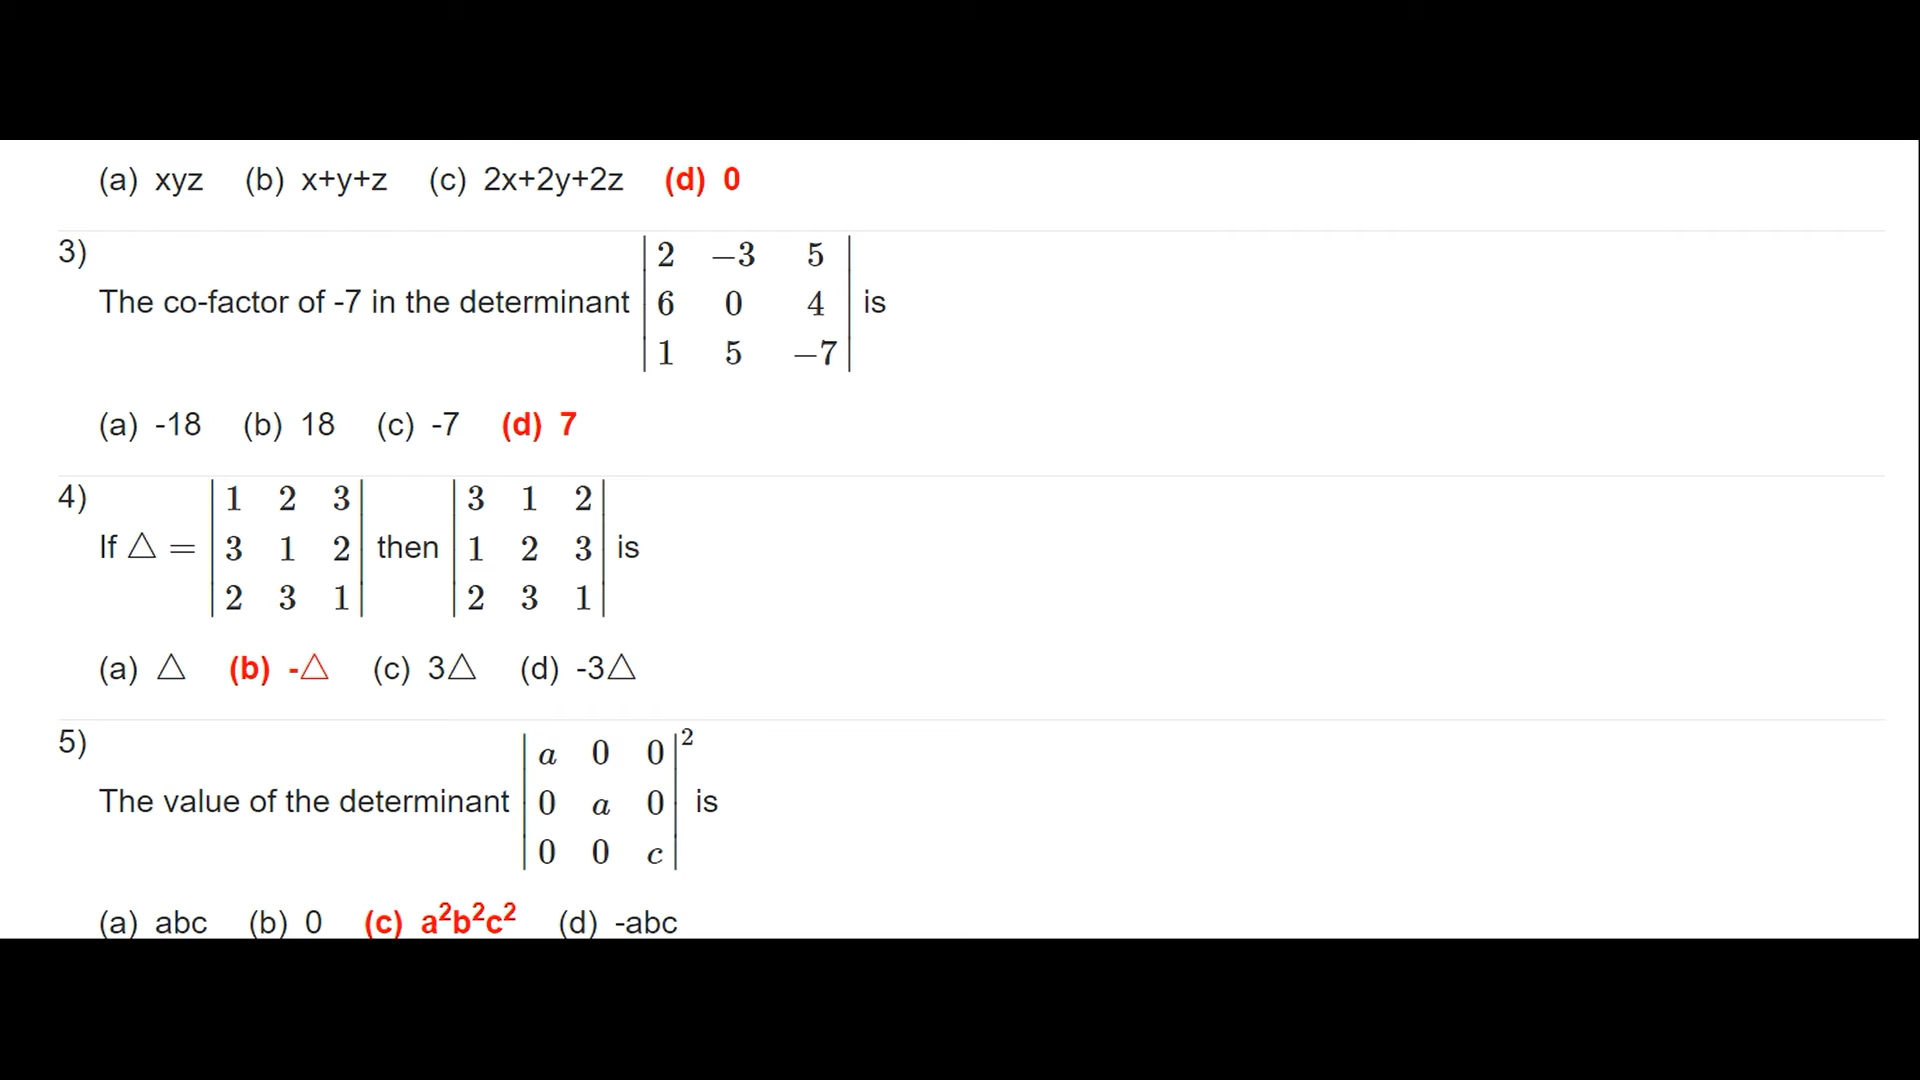 (a) xyz (b) x+y+z (c) 2x+2y+2z (d) 0
3)
The co-factor of -7 in the determinant | 2 −3 5 | is
| 6 0 4 |
| 1 5 −7 |
(a) -18 (b) 18 (c) -7 (d) 7
4)
If △ = | 1 2 3 | then | 3 1 2 | is
| 3 1 2 | | 1 2 3 |
| 2 3 1 | | 2 3 1 |
(a) △ (b) -△ (c) 3△ (d) -3△
5)
The value of the determinant | a 0 0 |² is
| 0 a 0 |
| 0 0 c |
(a) abc (b) 0 (c) a²b²c² (d) -abc